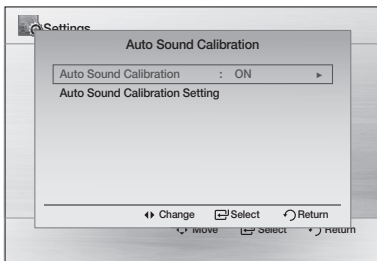 Settings
Auto Sound Calibration
Auto Sound Calibration : ON ►
Auto Sound Calibration Setting
Change Select Return
Move Select Return